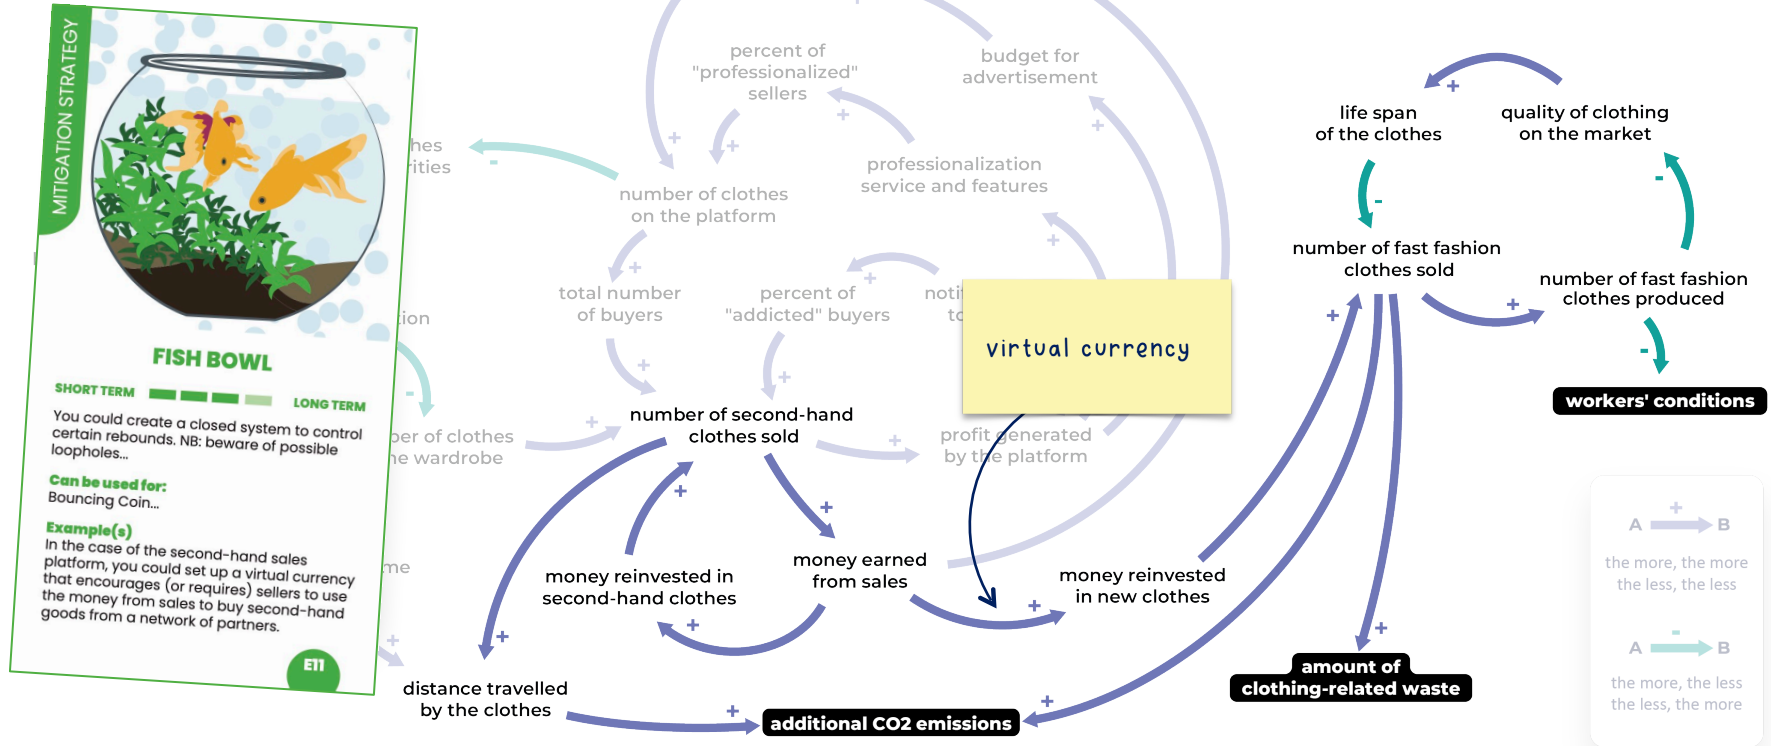 MITIGATION STRATEGY
FISH BOWL
SHORT TERM
LONG TERM
You could create a closed system to control
certain rebounds. NB: beware of possible
loopholes...
Can be used for:
Bouncing Coin...
Example(s)
In the case of the second-hand sales
platform, you could set up a virtual currency
that encourages (or requires) sellers to use
the money from sales to buy second-hand
goods from a network of partners.
E11
percent of
"professionalized"
sellers
budget for
advertisement
professionalization
service and features
number of clothes
on the platform
total number
of buyers
percent of
"addicted" buyers
virtual currency
number of second-hand
clothes sold
of clothes
wardrobe
profit generated
by the platform
money earned
from sales
money reinvested in
second-hand clothes
money reinvested
in new clothes
distance travelled
by the clothes
additional CO2 emissions
life span
of the clothes
quality of clothing
on the market
number of fast fashion
clothes sold
number of fast fashion
clothes produced
workers' conditions
amount of
clothing-related waste
A + B
the more, the more
the less, the less
A - B
the more, the less
the less, the more